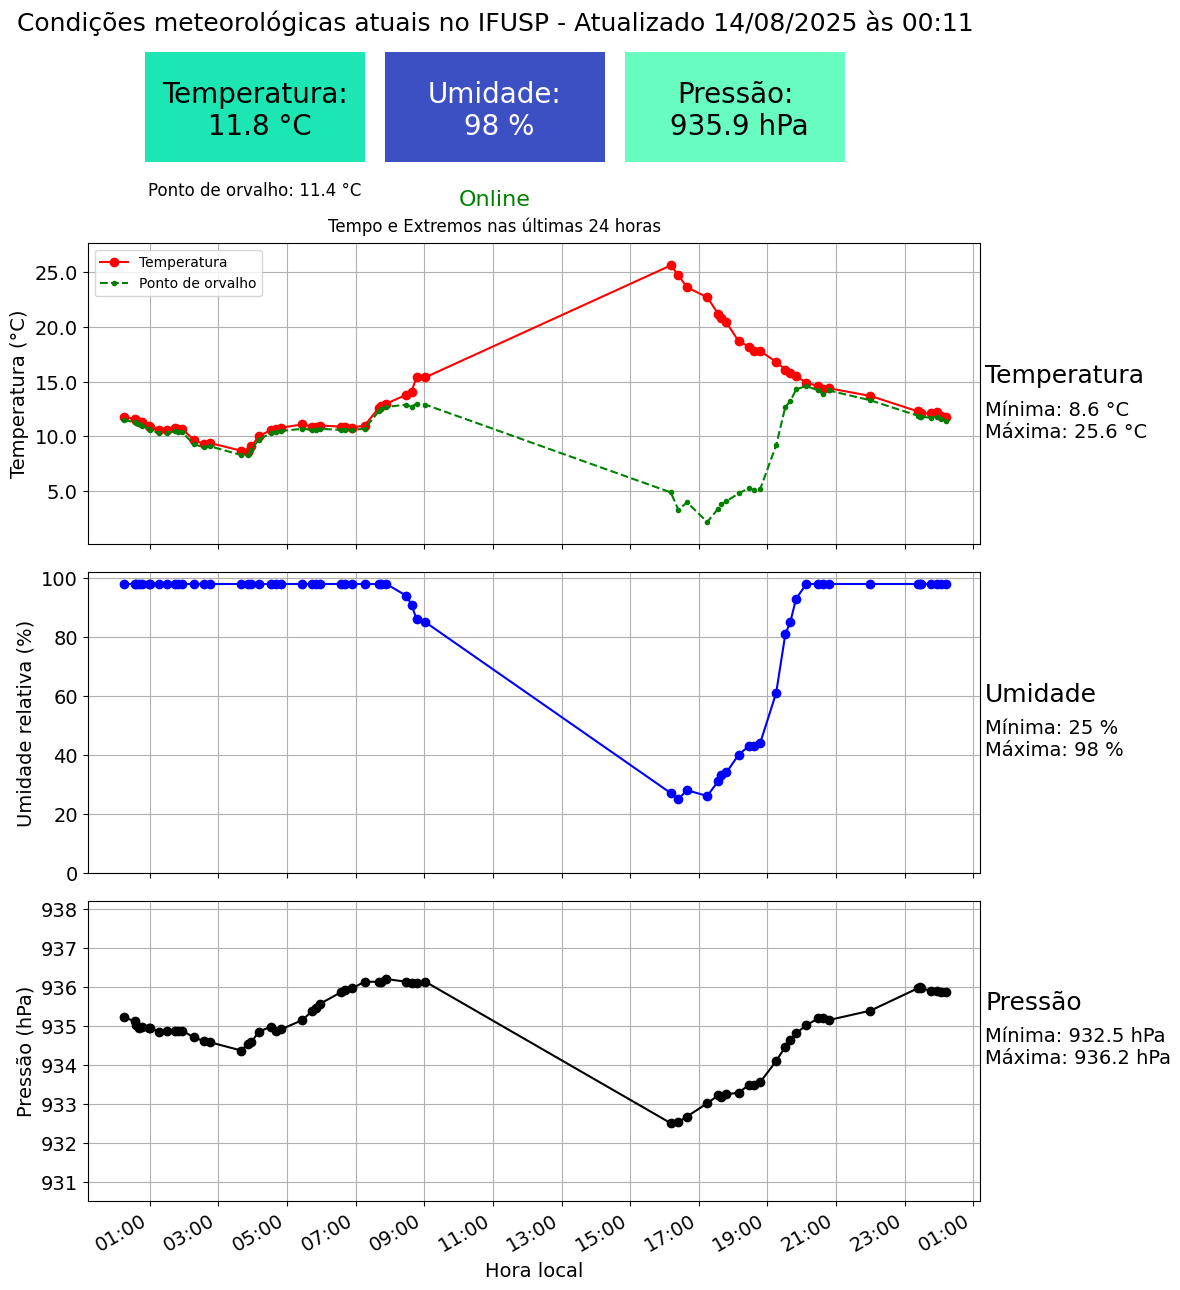 Condições meteorológicas atuais no IFUSP - Atualizado 14/08/2025 às 00:11
Temperatura:
11.8 °C
Umidade:
98 %
Pressão:
935.9 hPa
Ponto de orvalho: 11.4 °C
Online
Tempo e Extremos nas últimas 24 horas
Temperatura
Ponto de orvalho
25.0
20.0
15.0
10.0
5.0
Temperatura (°C)
Temperatura
Mínima: 8.6 °C
Máxima: 25.6 °C
100
80
60
40
20
0
Umidade relativa (%)
Umidade
Mínima: 25 %
Máxima: 98 %
938
937
936
935
934
933
932
931
Pressão (hPa)
Pressão
Mínima: 932.5 hPa
Máxima: 936.2 hPa
01:00
03:00
05:00
07:00
09:00
11:00
13:00
15:00
17:00
19:00
21:00
23:00
01:00
Hora local